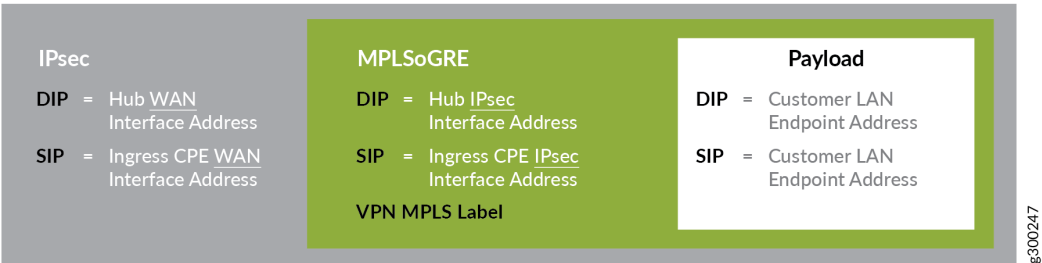 IPsec
DIP = Hub WAN
Interface Address
SIP = Ingress CPE WAN
Interface Address
MPLSoGRE
DIP = Hub IPsec
Interface Address
SIP = Ingress CPE IPsec
Interface Address
VPN MPLS Label
Payload
DIP = Customer LAN
Endpoint Address
SIP = Customer LAN
Endpoint Address
g300247